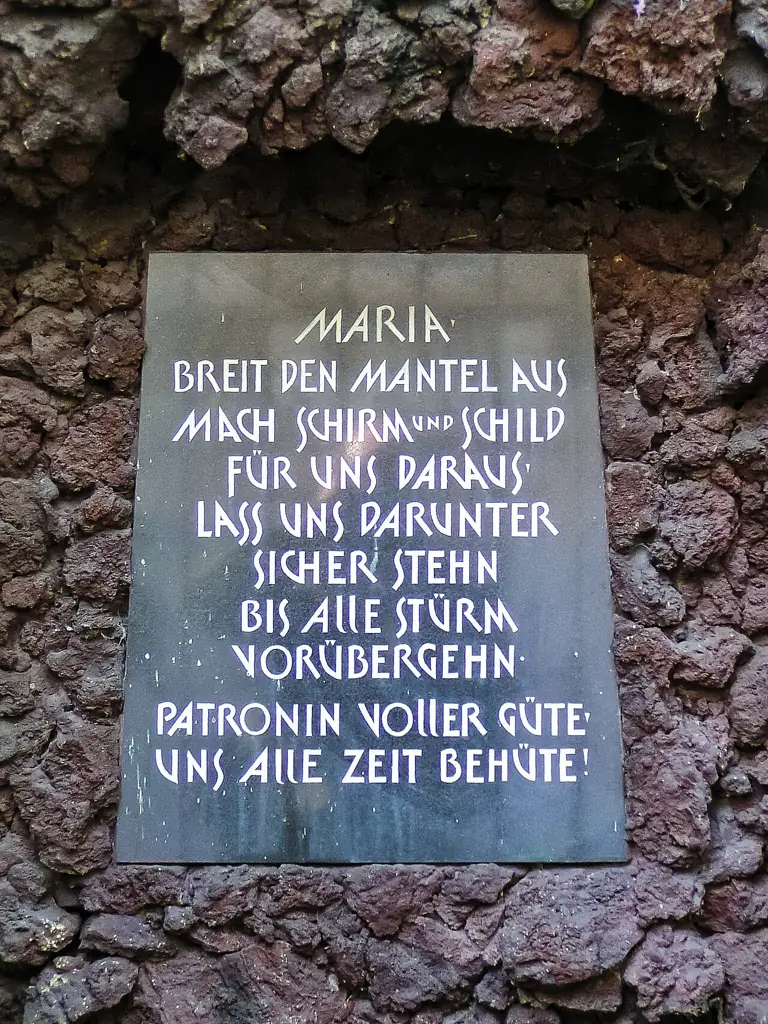 MARIA,
BREIT DEN MANTEL AUS
MACH SCHIRM UND SCHILD
FÜR UNS DARAUS,
LASS UNS DARUNTER
SICHER STEHN
BIS ALLE STÜRM
VORÜBERGEHN.
PATRONIN VOLLER GÜTE,
UNS ALLE ZEIT BEHÜTE!